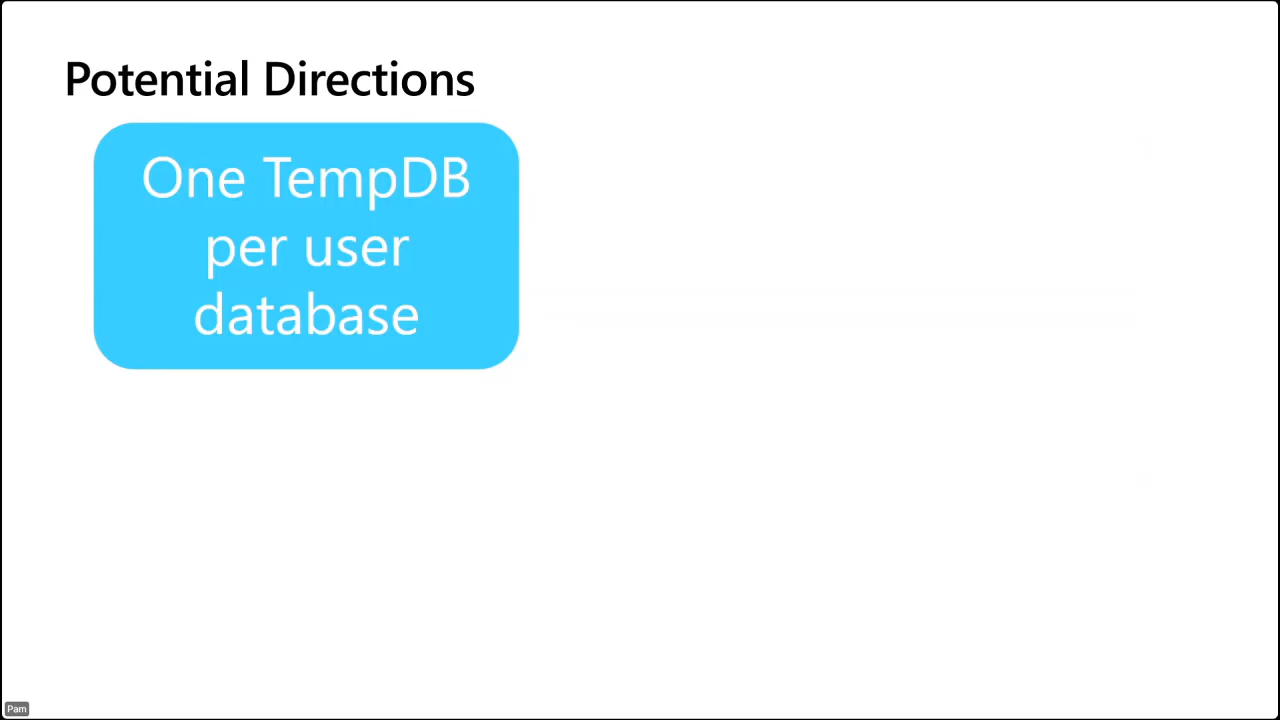 Potential Directions
One TempDB
per user
database
Pam